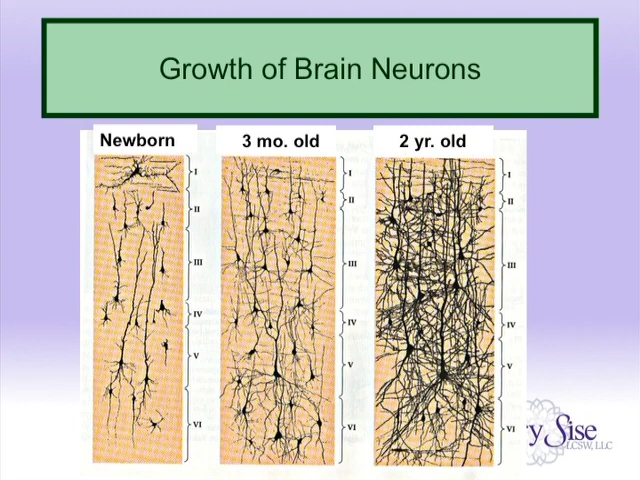 Growth of Brain Neurons
Newborn
3 mo. old
2 yr. old
I
II
III
IV
V
VI
I
II
III
IV
V
VI
I
II
III
IV
V
VI
Sise
LCSW, LLC